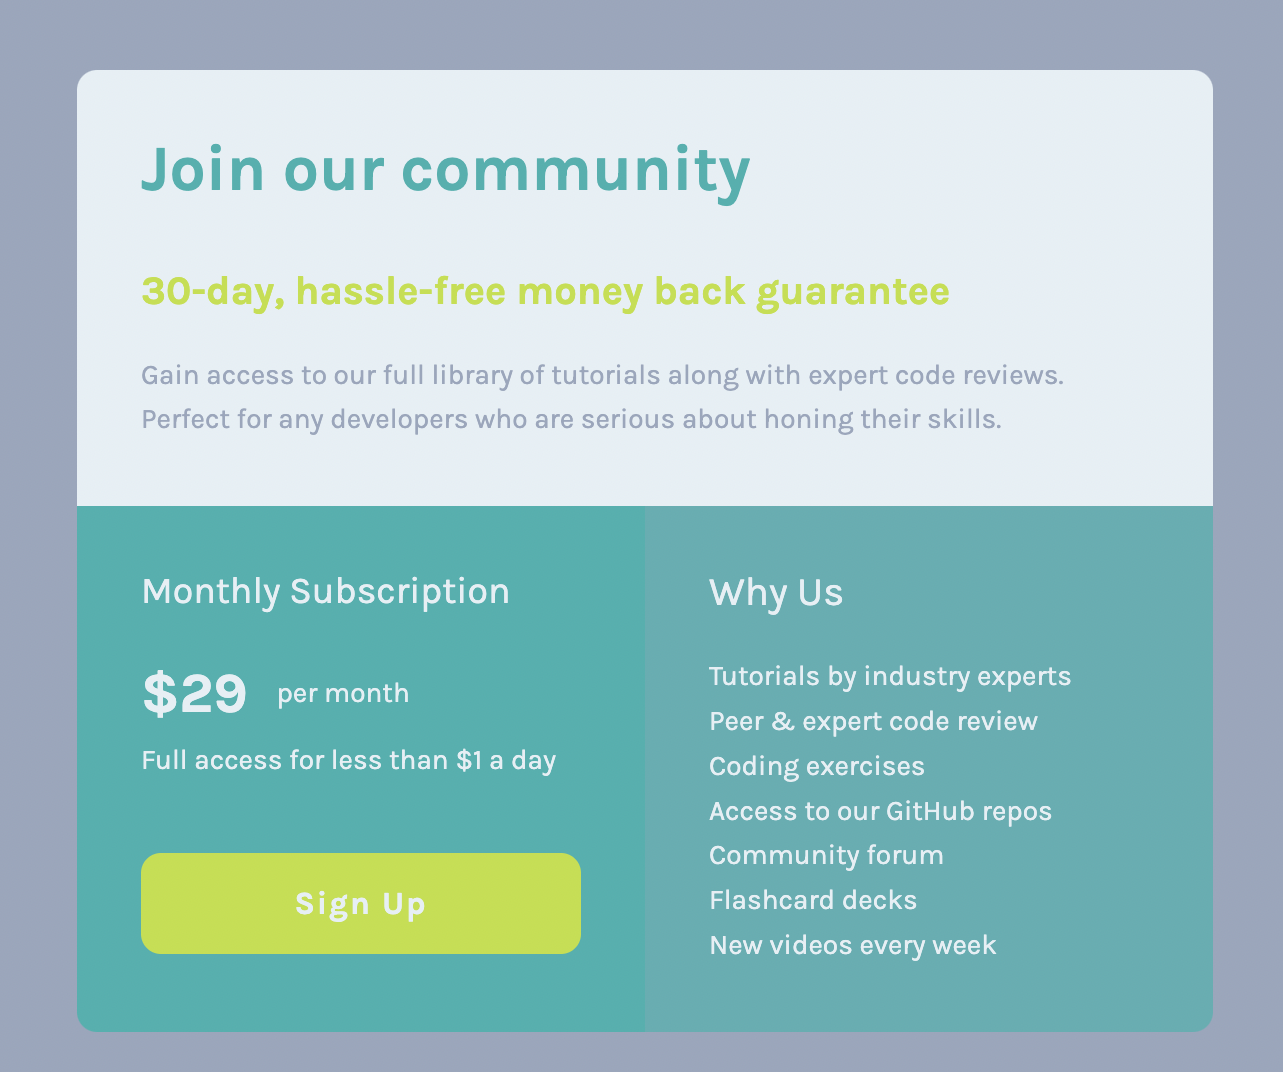 Join our community
30-day, hassle-free money back guarantee
Gain access to our full library of tutorials along with expert code reviews.
Perfect for any developers who are serious about honing their skills.
Monthly Subscription
$29 per month
Full access for less than $1 a day
Sign Up
Why Us
Tutorials by industry experts
Peer & expert code review
Coding exercises
Access to our GitHub repos
Community forum
Flashcard decks
New videos every week